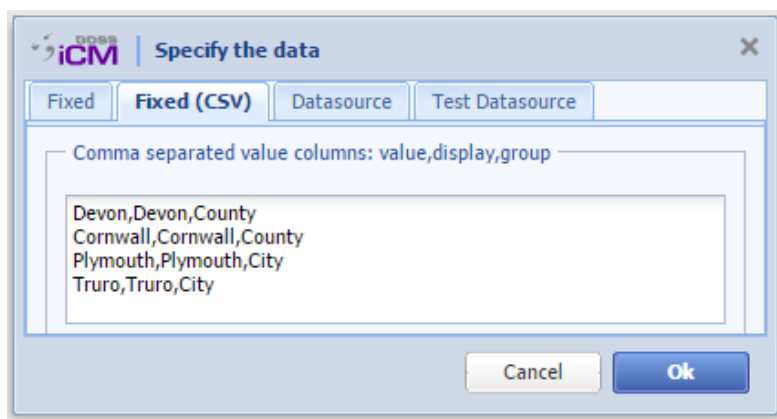 GOSS
iCM
Specify the data
Fixed
Fixed (CSV)
Datasource
Test Datasource
Comma separated value columns: value,display,group
Devon,Devon,County
Cornwall,Cornwall,County
Plymouth,Plymouth,City
Truro,Truro,City
Cancel
Ok